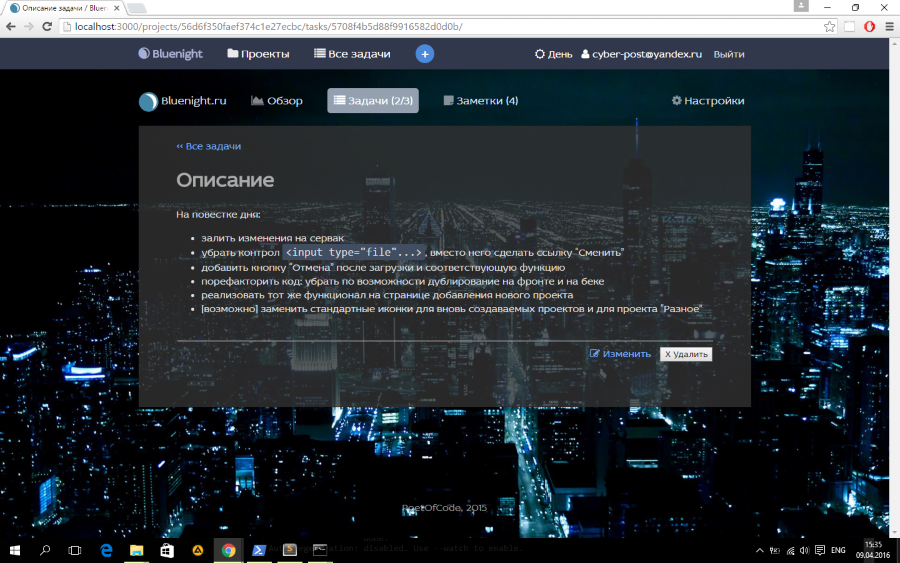 Описание задачи / Bluen
localhost:3000/projects/56d6f350faef374c1e27ecbc/tasks/5708f4b5d88f9916582d0d0b/
Bluenight Проекты Все задачи + День cyber-post@yandex.ru Выйти
Bluenight.ru Обзор Задачи (2/3) Заметки (4) Настройки
‹‹ Все задачи
Описание
На повестке дня:
• залить изменения на сервак
• убрать контрол <input type="file"...>, вместо него сделать ссылку "Сменить"
• добавить кнопку "Отмена" после загрузки и соответствующую функцию
• порефакторить код: убрать по возможности дублирование на фронте и на беке
• реализовать тот же функционал на странице добавления нового проекта
• [возможно] заменить стандартные иконки для вновь создаваемых проектов и для проекта "Разное"
Изменить X Удалить
PoetOfCode, 2015
disabled. Use --watch to enable.
ENG 15:35
09.04.2016